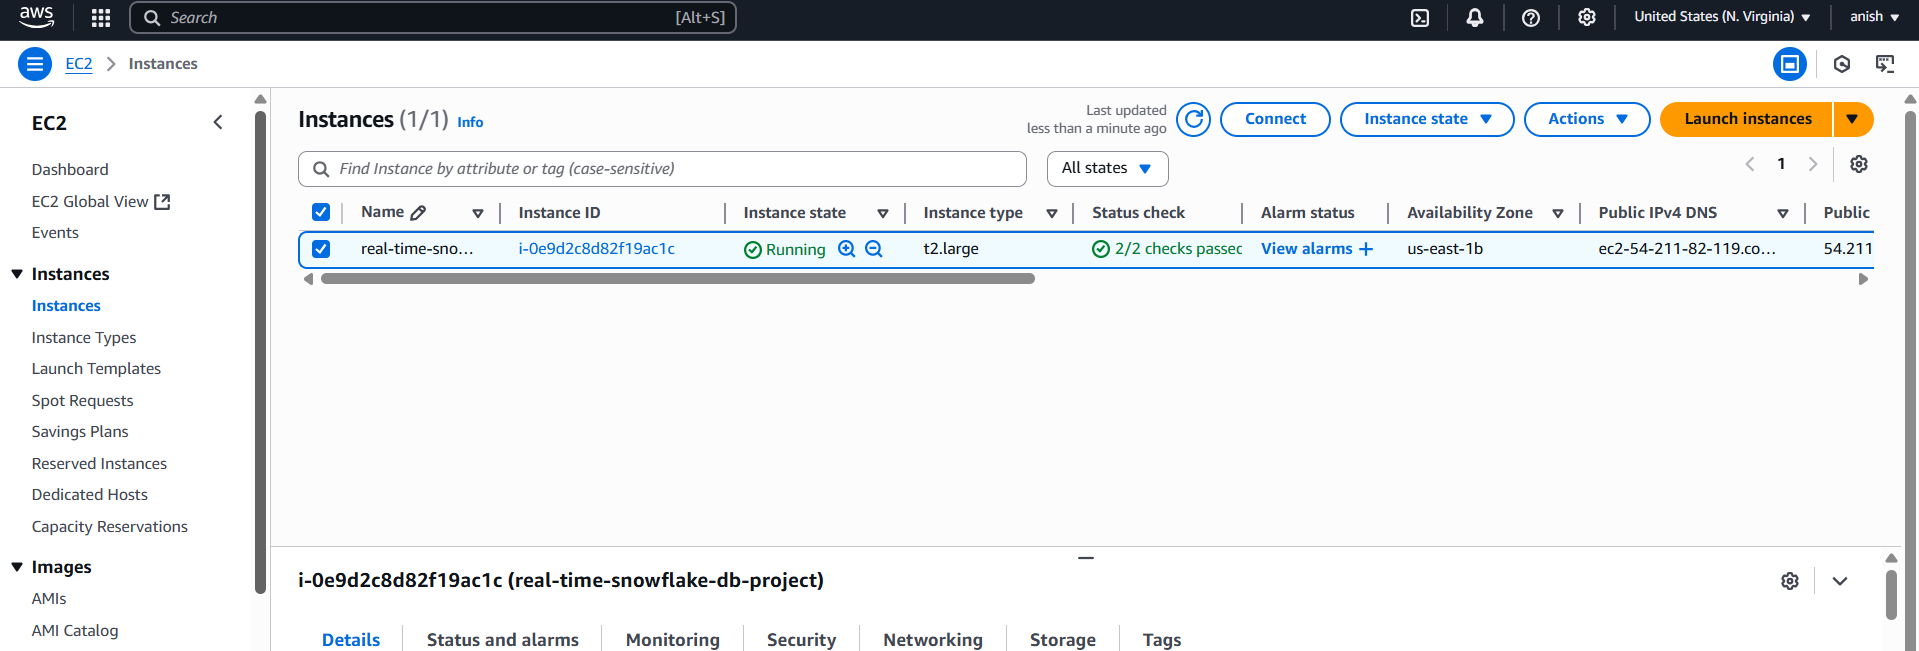 aws
Search [Alt+S]
United States (N. Virginia)
anish
EC2
Instances
EC2
Dashboard
EC2 Global View
Events
Instances
Instances
Instance Types
Launch Templates
Spot Requests
Savings Plans
Reserved Instances
Dedicated Hosts
Capacity Reservations
Images
AMIs
AMI Catalog
Instances (1/1) Info
Last updated
less than a minute ago
Connect
Instance state
Actions
Launch instances
Find Instance by attribute or tag (case-sensitive)
All states
1
Name Instance ID Instance state Instance type Status check Alarm status Availability Zone Public IPv4 DNS Public
real-time-sno... i-0e9d2c8d82f19ac1c Running t2.large 2/2 checks passec View alarms + us-east-1b ec2-54-211-82-119.co... 54.211
i-0e9d2c8d82f19ac1c (real-time-snowflake-db-project)
Details Status and alarms Monitoring Security Networking Storage Tags